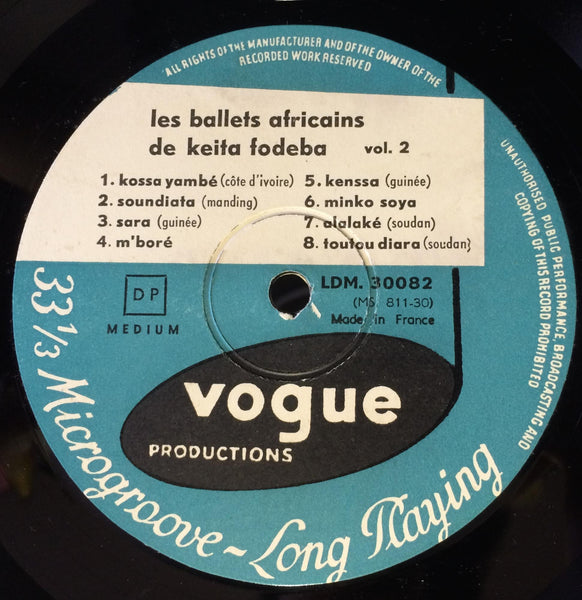 ALL RIGHTS OF THE MANUFACTURER AND OF THE OWNER OF THE
RECORDED WORK RESERVED
les ballets africains
de keita fodeba vol. 2
1. kossa yambé (côte d'ivoire)
2. soundiata (manding)
3. sara (guinée)
4. m'boré
5. kenssa (guinée)
6. minko soya
7. alalaké (soudan)
8. toutou diara (soudan)
DP
MEDIUM
LDM. 30082
(MS. 811-30)
Made in France
vogue
PRODUCTIONS
33 1/3 Microgroove - Long Playing
UNAUTHORISED PUBLIC PERFORMANCE, BROADCASTING AND
COPYING OF THIS RECORD PROHIBITED